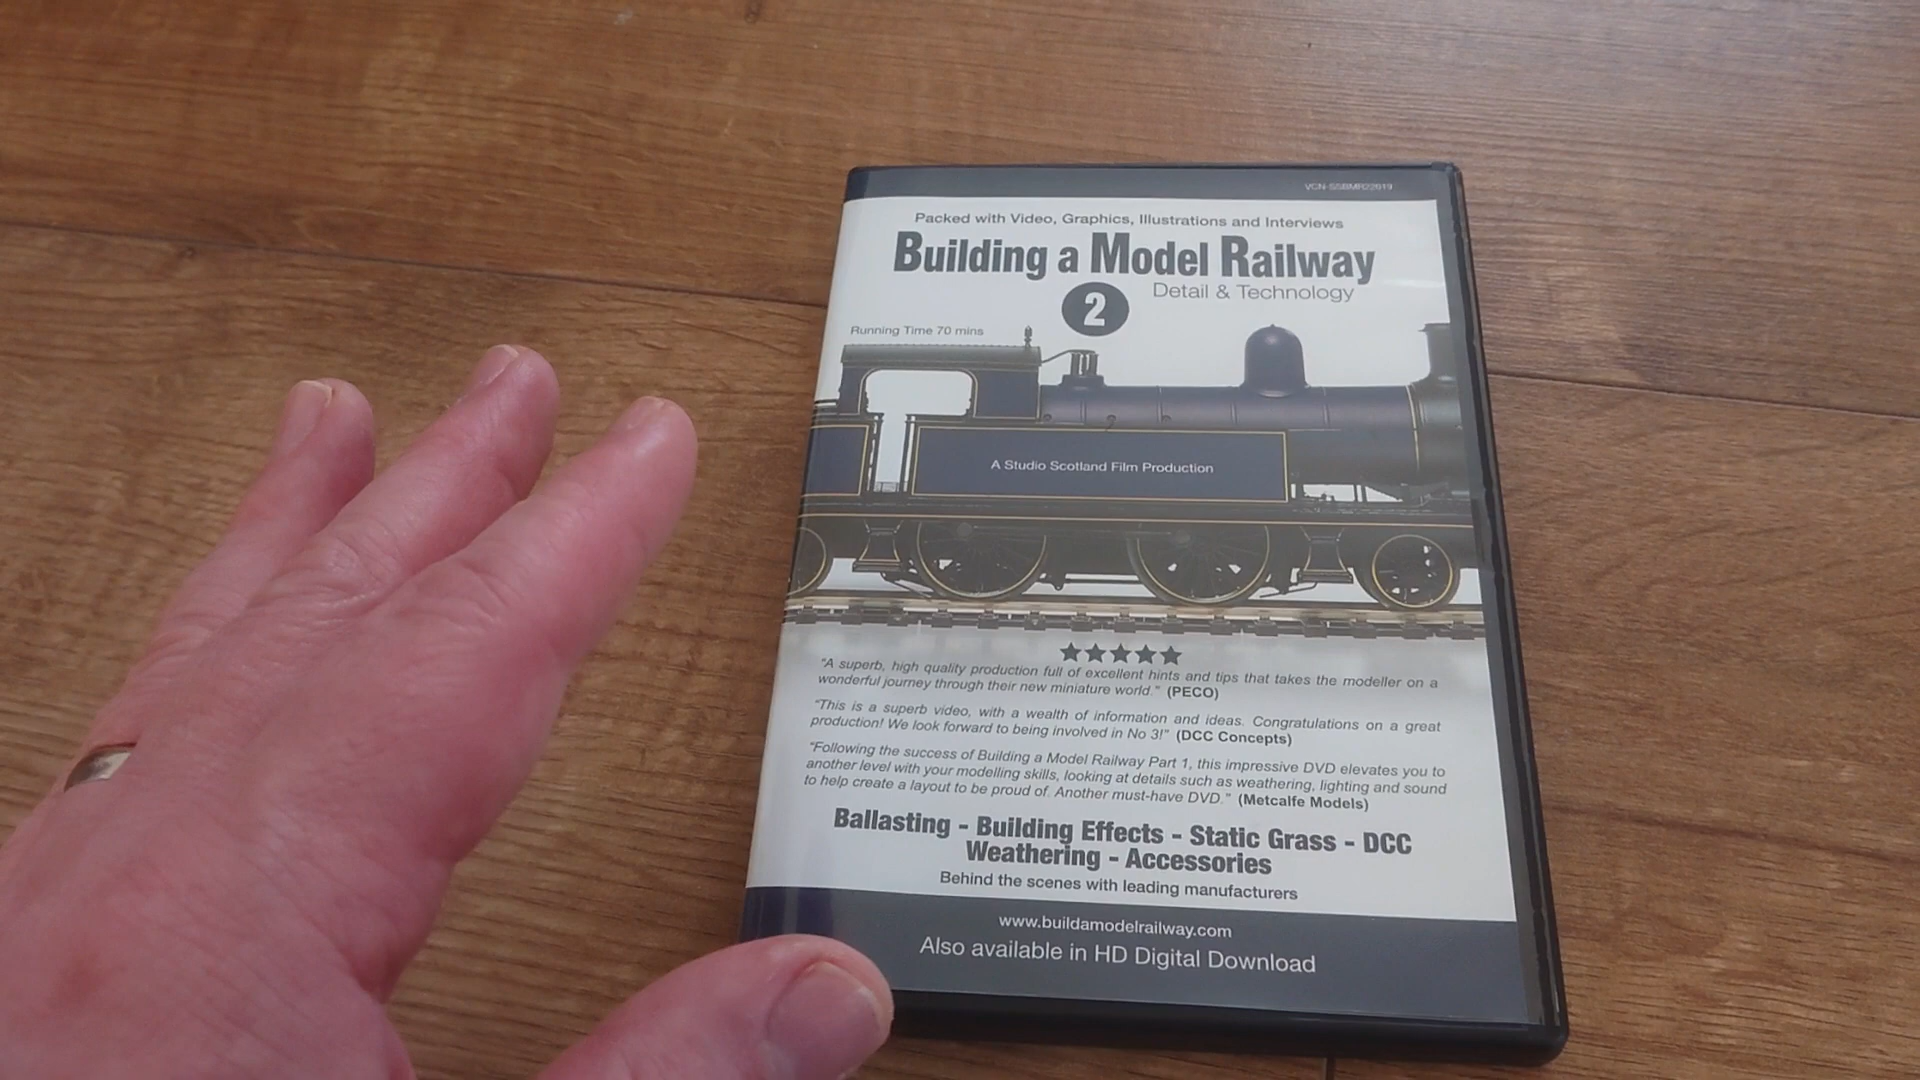 VCN-SSBMR22019
Packed with Video, Graphics, Illustrations and Interviews
Building a Model Railway
2
Detail & Technology
Running Time 70 mins
A Studio Scotland Film Production
"A superb, high quality production full of excellent hints and tips that takes the modeller on a
wonderful journey through their new miniature world." (PECO)
"This is a superb video, with a wealth of information and ideas. Congratulations on a great
production! We look forward to being involved in No 3!" (DCC Concepts)
"Following the success of Building a Model Railway Part 1, this impressive DVD elevates you to
another level with your modelling skills, looking at details such as weathering, lighting and sound
to help create a layout to be proud of. Another must-have DVD." (Metcalfe Models)
Ballasting - Building Effects - Static Grass - DCC
Weathering - Accessories
Behind the scenes with leading manufacturers
www.buildamodelrailway.com
Also available in HD Digital Download